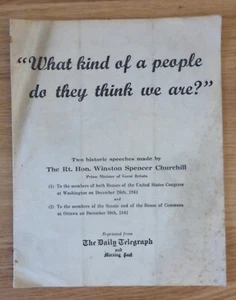 "What kind of a people
do they think we are?"
Two historic speeches made by
The Rt. Hon. Winston Spencer Churchill
Prime Minister of Great Britain
(1) To the members of both Houses of the United States Congress
at Washington on December 26th, 1941
and
(2) To the members of the Senate and of the House of Commons
at Ottawa on December 30th, 1941
Reprinted from
The Daily Telegraph
and
Morning Post